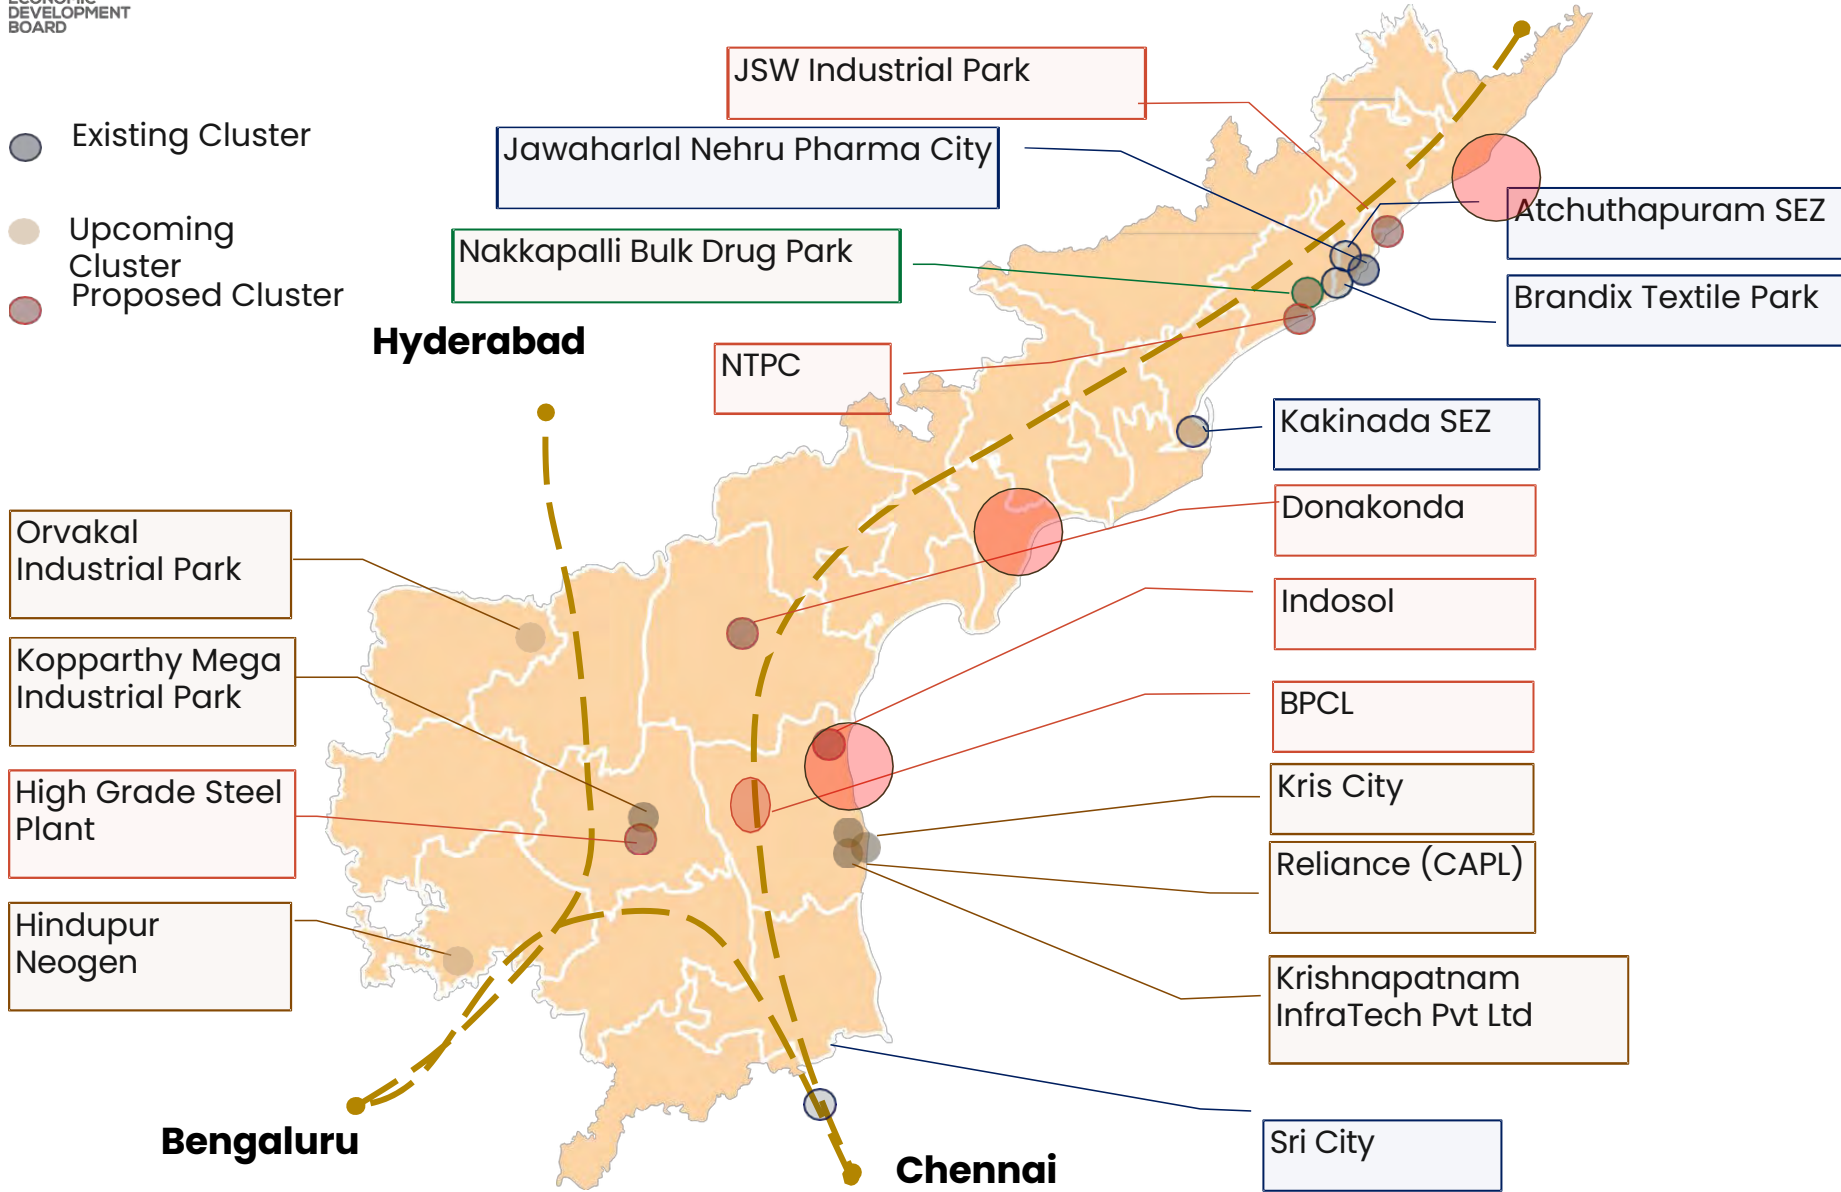 ECONOMIC
DEVELOPMENT
BOARD
Existing Cluster
Upcoming
Cluster
Proposed Cluster
JSW Industrial Park
Jawaharlal Nehru Pharma City
Nakkapalli Bulk Drug Park
Hyderabad
NTPC
Atchuthapuram SEZ
Brandix Textile Park
Kakinada SEZ
Donakonda
Indosol
BPCL
Kris City
Reliance (CAPL)
Krishnapatnam
InfraTech Pvt Ltd
Sri City
Orvakal
Industrial Park
Kopparthy Mega
Industrial Park
High Grade Steel
Plant
Hindupur
Neogen
Bengaluru
Chennai